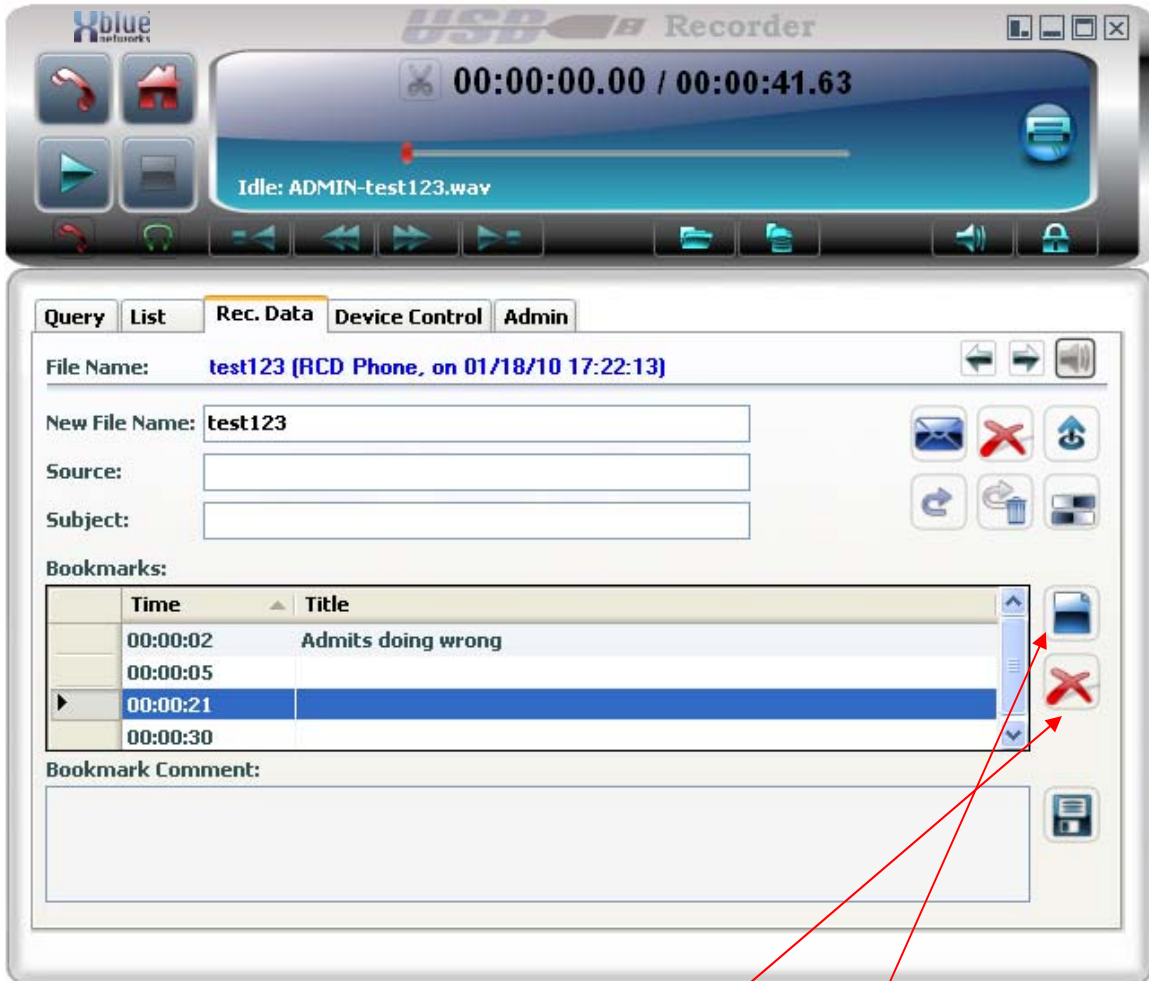 Xblue
networks
USB Recorder
00:00:00.00 / 00:00:41.63
Idle: ADMIN-test123.wav
Query List Rec. Data Device Control Admin
File Name: test123 (RCD Phone, on 01/18/10 17:22:13)
New File Name: test123
Source:
Subject:
Bookmarks:
Time Title
00:00:02 Admits doing wrong
00:00:05
00:00:21
00:00:30
Bookmark Comment: